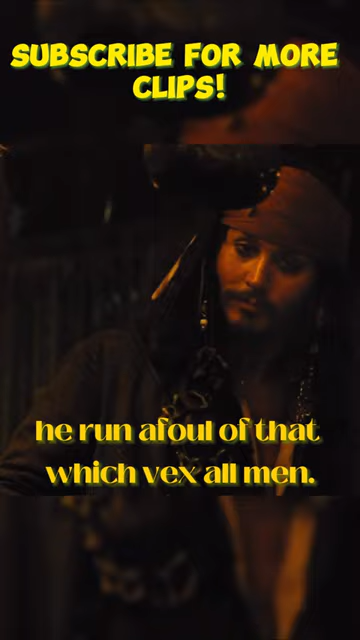 SUBSCRIBE FOR MORE
CLIPS!
he run afoul of that
which vex all men.